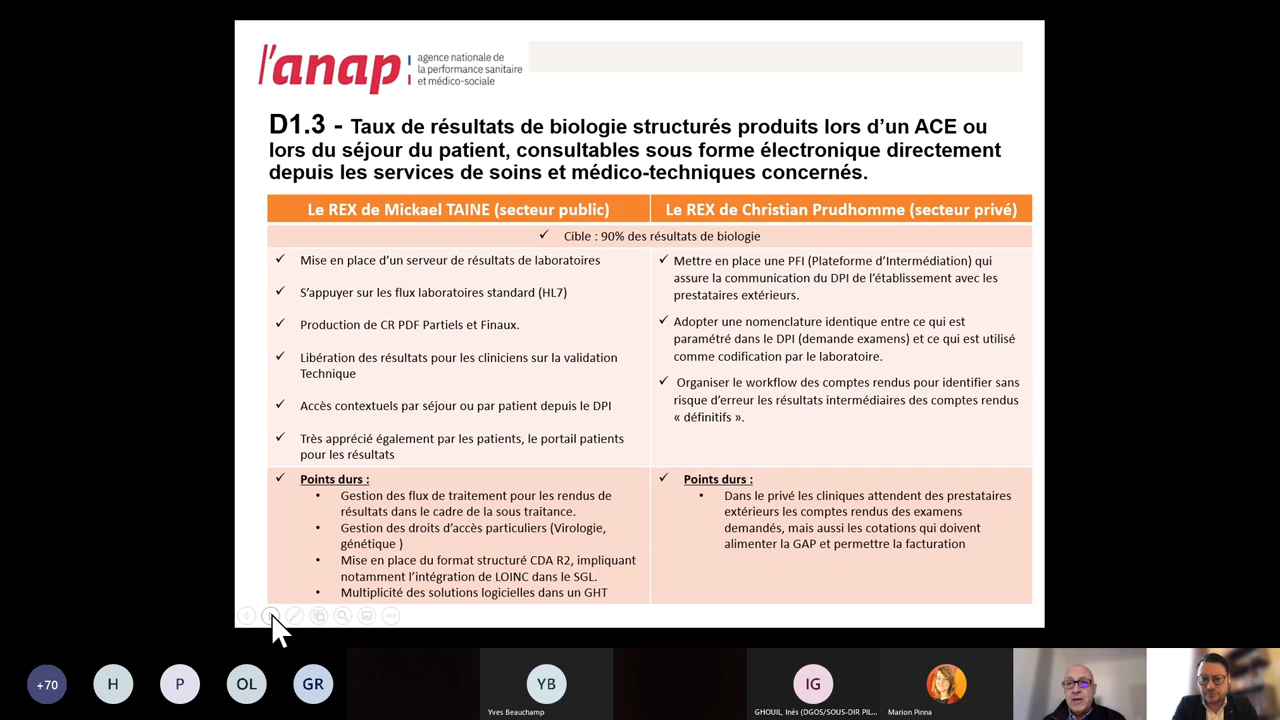 l'anap
agence nationale de
la performance sanitaire
et médico-sociale
D1.3 - Taux de résultats de biologie structurés produits lors d'un ACE ou
lors du séjour du patient, consultables sous forme électronique directement
depuis les services de soins et médico-techniques concernés.
Le REX de Mickael TAINE (secteur public)
Le REX de Christian Prudhomme (secteur privé)
✓ Cible : 90% des résultats de biologie
✓ Mise en place d'un serveur de résultats de laboratoires
✓ S'appuyer sur les flux laboratoires standard (HL7)
✓ Production de CR PDF Partiels et Finaux.
✓ Libération des résultats pour les cliniciens sur la validation
Technique
✓ Accès contextuels par séjour ou par patient depuis le DPI
✓ Très apprécié également par les patients, le portail patients
pour les résultats
✓ Mettre en place une PFI (Plateforme d'Intermédiation) qui
assure la communication du DPI de l'établissement avec les
prestataires extérieurs.
✓ Adopter une nomenclature identique entre ce qui est
paramétré dans le DPI (demande examens) et ce qui est utilisé
comme codification par le laboratoire.
✓ Organiser le workflow des comptes rendus pour identifier sans
risque d'erreur les résultats intermédiaires des comptes rendus
« définitifs ».
✓ Points durs :
• Gestion des flux de traitement pour les rendus de
résultats dans le cadre de la sous traitance.
• Gestion des droits d'accès particuliers (Virologie,
génétique )
• Mise en place du format structuré CDA R2, impliquant
notamment l'intégration de LOINC dans le SGL.
• Multiplicité des solutions logicielles dans un GHT
✓ Points durs :
• Dans le privé les cliniques attendent des prestataires
extérieurs les comptes rendus des examens
demandés, mais aussi les cotations qui doivent
alimenter la GAP et permettre la facturation
+70
H
P
OL
GR
YB
Yves Beauchamp
IG
GHOUIL, Inès (DGOS/SOUS-DIR PIL...
Marion Pinna